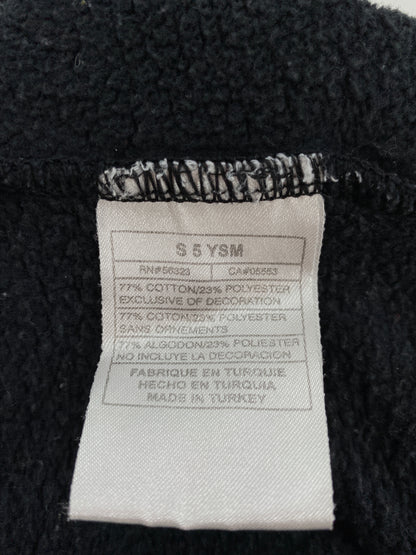 S 5 YSM
RN#56323 CA#05553
77% COTTON/23% POLYESTER
EXCLUSIVE OF DECORATION
77% COTON/23% POLYESTER
SANS ORNEMENTS
77% ALGODON/23% POLIESTER
NO INCLUYE LA DECORACION
FABRIQUE EN TURQUIE
HECHO EN TURQUIA
MADE IN TURKEY